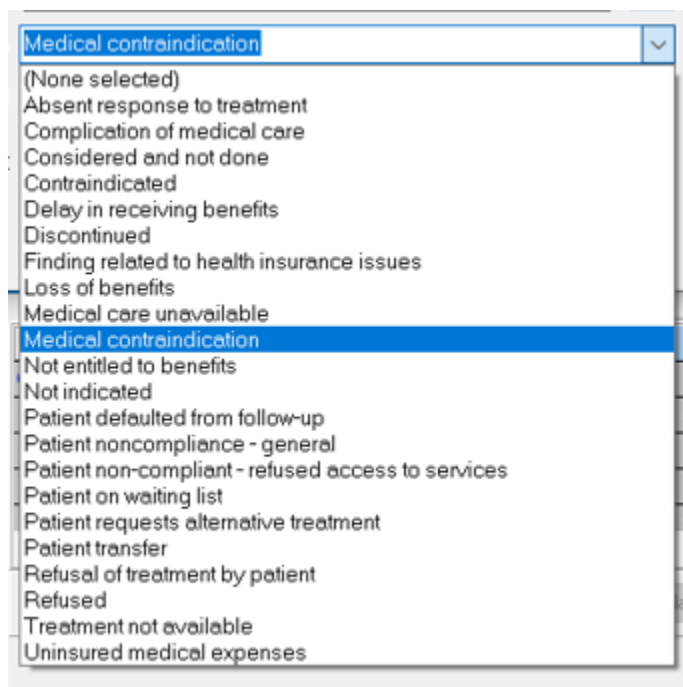 Medical contraindication
(None selected)
Absent response to treatment
Complication of medical care
Considered and not done
Contraindicated
Delay in receiving benefits
Discontinued
Finding related to health insurance issues
Loss of benefits
Medical care unavailable
Medical contraindication
Not entitled to benefits
Not indicated
Patient defaulted from follow-up
Patient noncompliance - general
Patient non-compliant - refused access to services
Patient on waiting list
Patient requests alternative treatment
Patient transfer
Refusal of treatment by patient
Refused
Treatment not available
Uninsured medical expenses